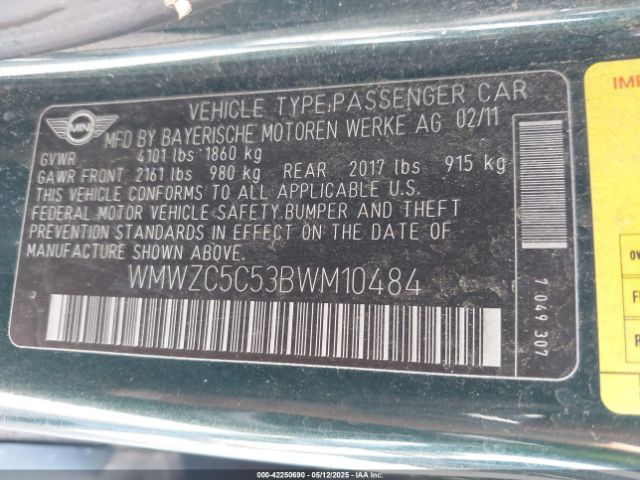 VEHICLE TYPE:PASSENGER CAR
MINI
MFD BY BAYERISCHE MOTOREN WERKE AG 02/11
GVWR 4101 lbs 1860 kg
GAWR FRONT 2161 lbs 980 kg REAR 2017 lbs 915 kg
THIS VEHICLE CONFORMS TO ALL APPLICABLE U.S.
FEDERAL MOTOR VEHICLE SAFETY,BUMPER AND THEFT
PREVENTION STANDARDS IN EFFECT ON THE DATE OF
MANUFACTURE SHOWN ABOVE.
WMWZC5C53BWM10484
7 049 307
IMP
000-42250690 - 05/12/2025 - IAA Inc.